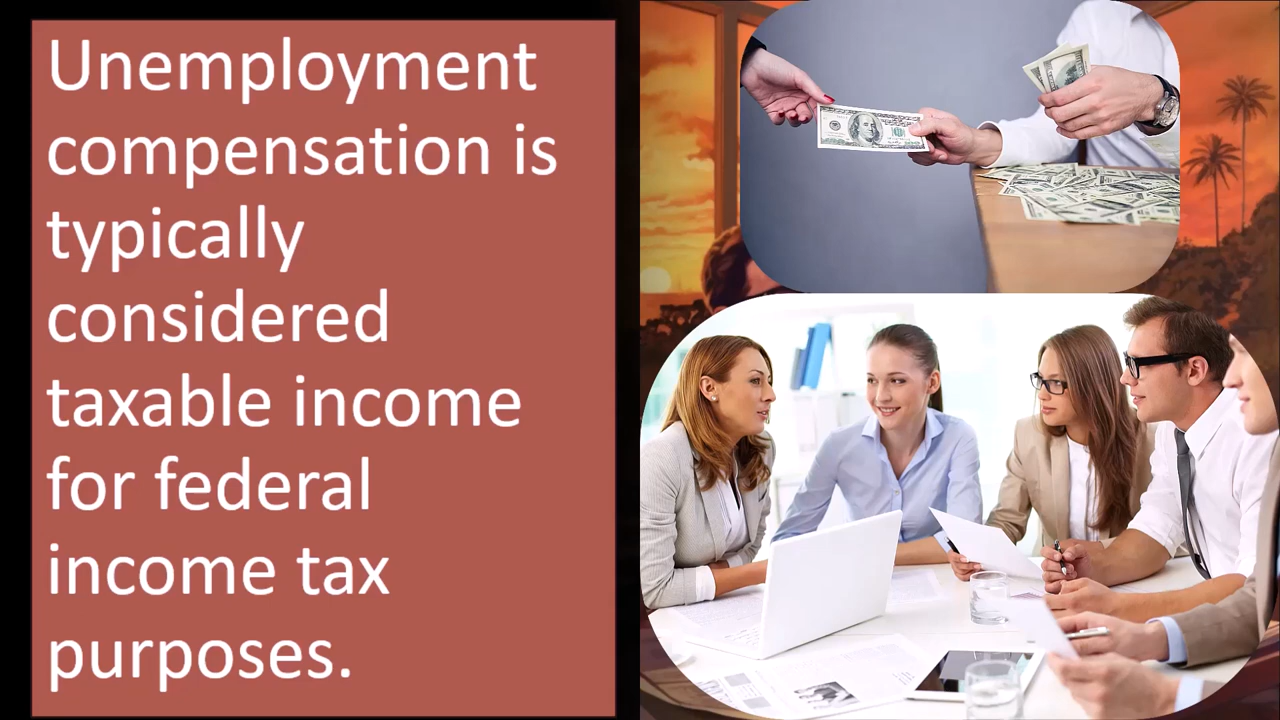 Unemployment
compensation is
typically
considered
taxable income
for federal
income tax
purposes.